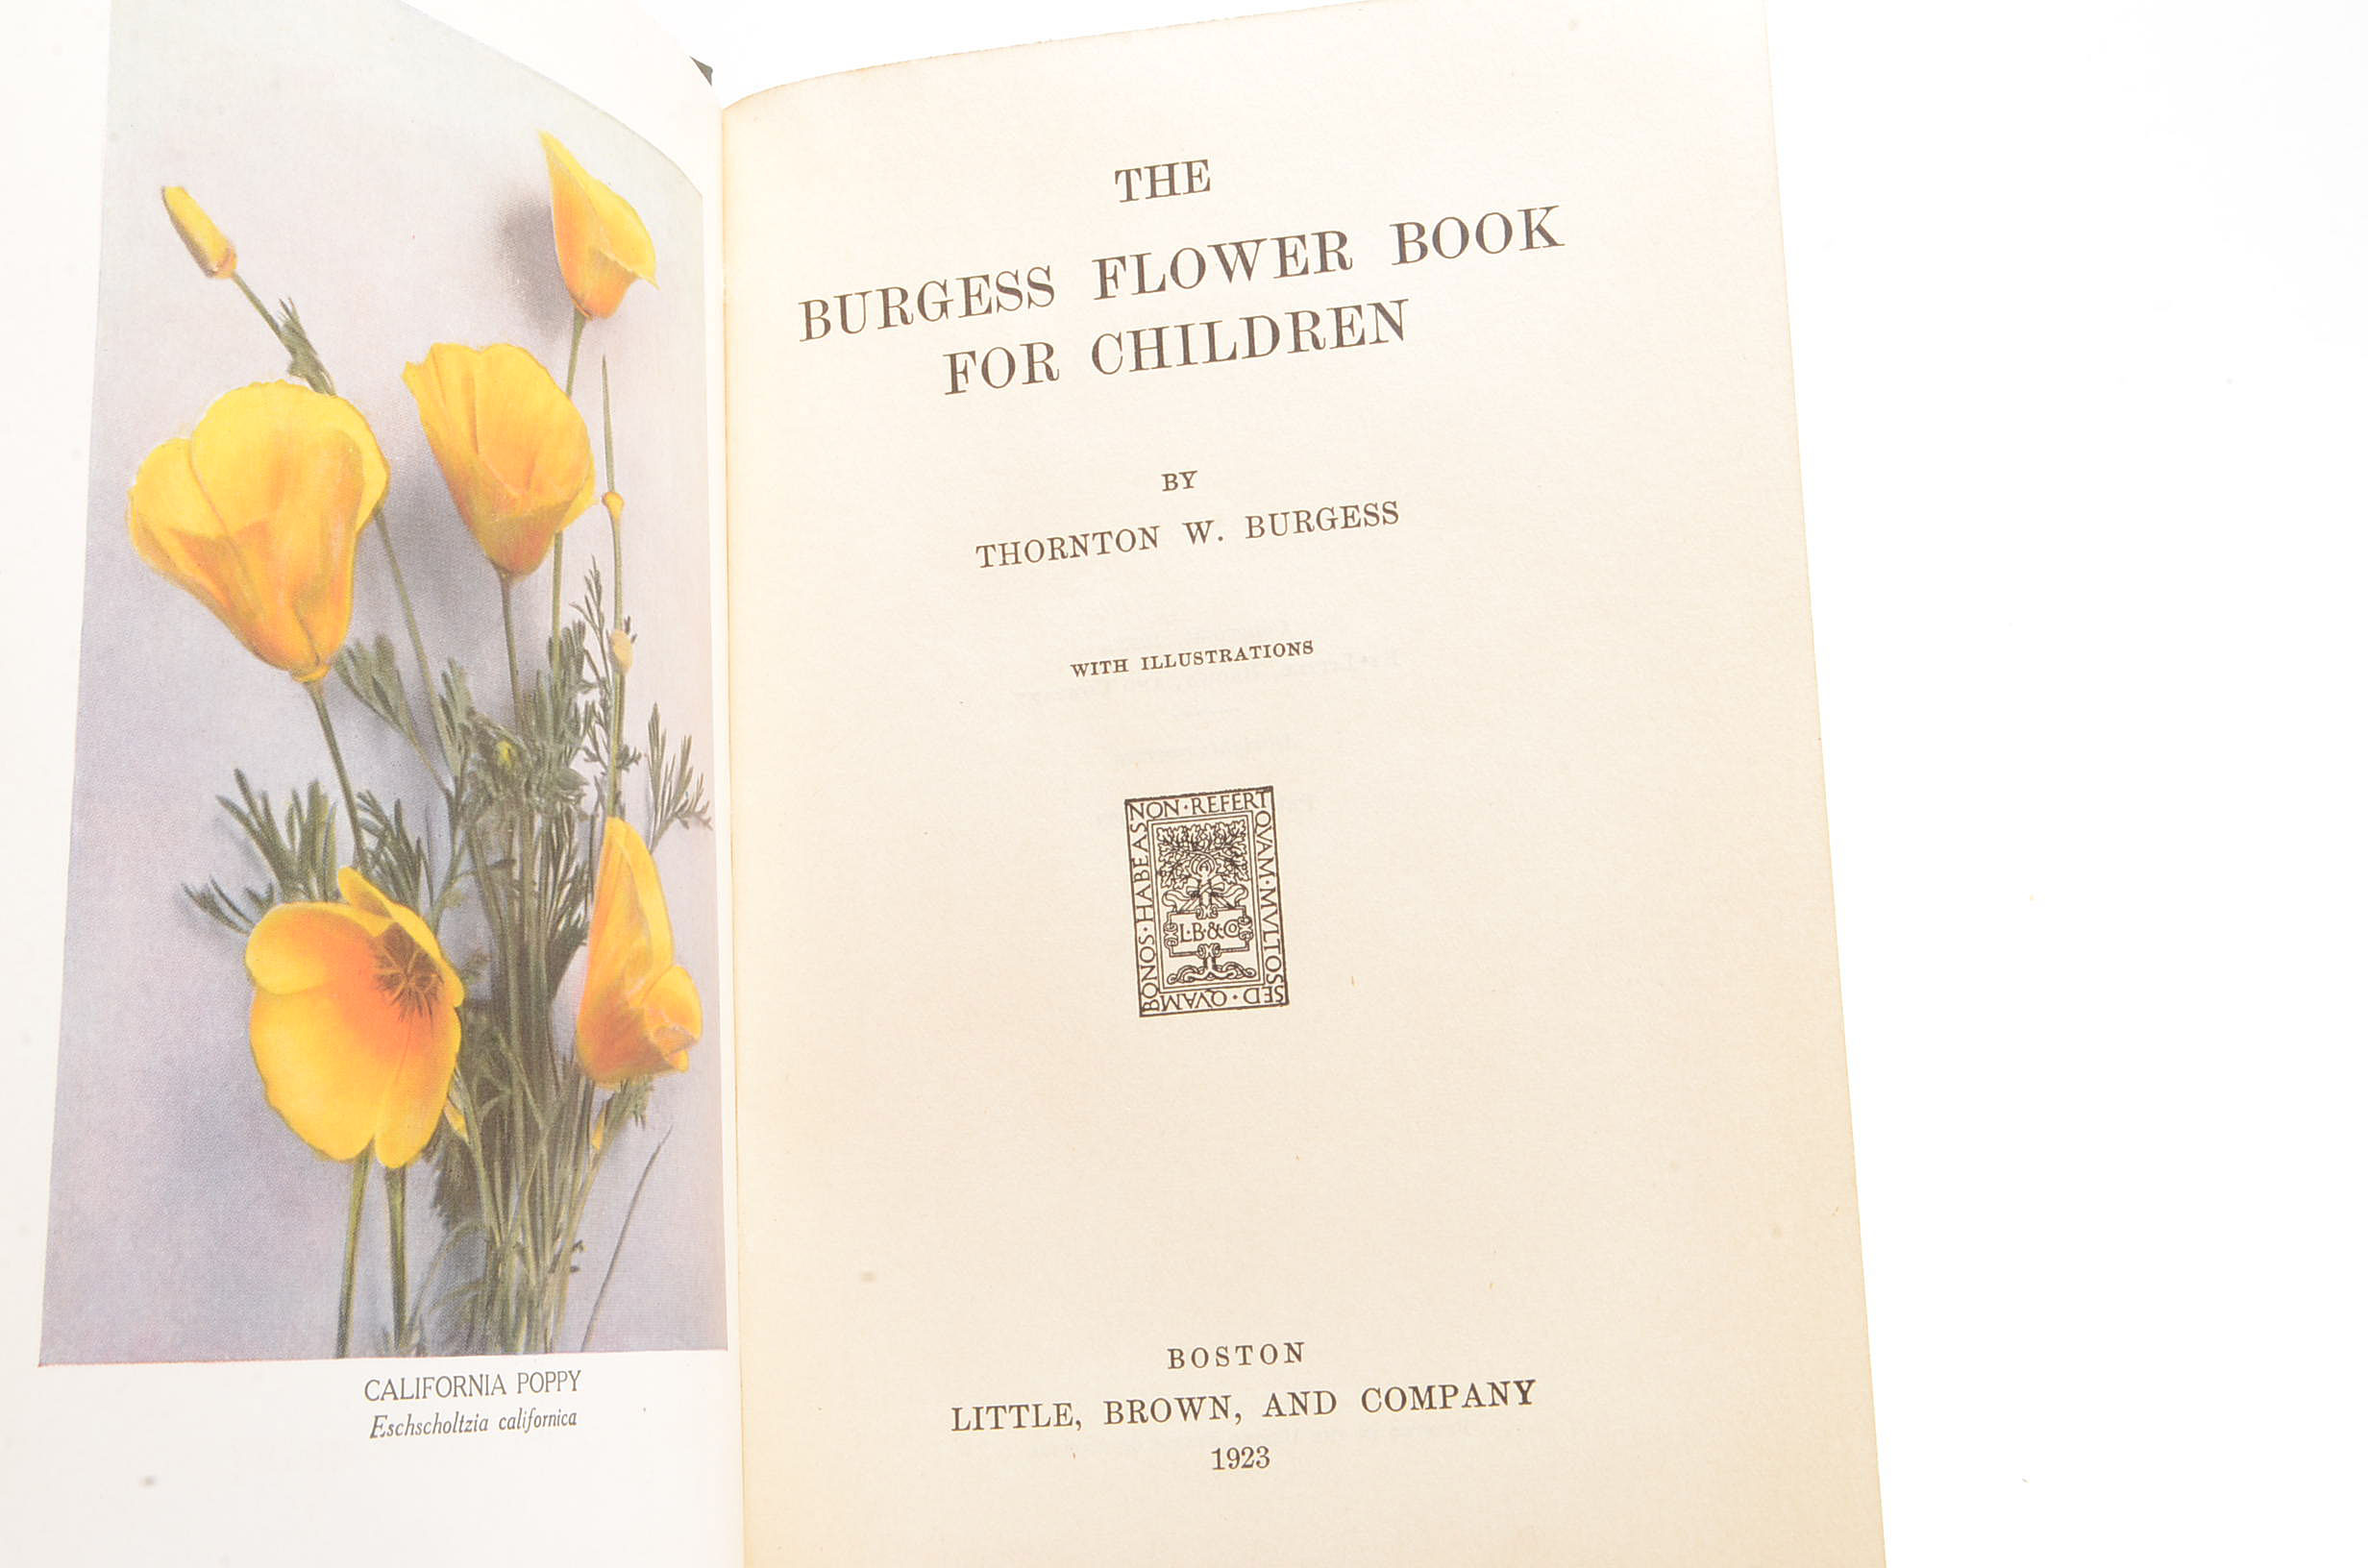 CALIFORNIA POPPY
Eschscholtzia californica
THE
BURGESS FLOWER BOOK
FOR CHILDREN
BY
THORNTON W. BURGESS
WITH ILLUSTRATIONS
NON·REFERT
QVAM·MVLTOS
SED·QVAM
BONOS·HABEAS
L·B·&·Co
BOSTON
LITTLE, BROWN, AND COMPANY
1923